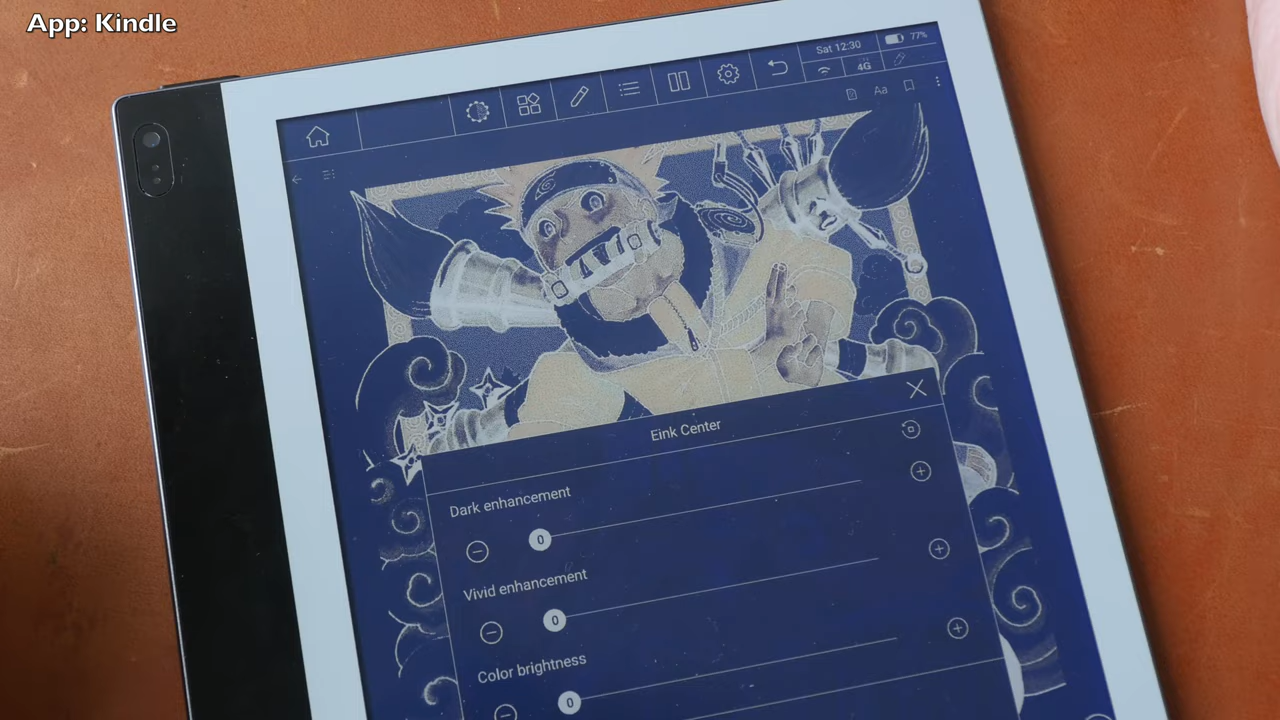 App: Kindle
Sat 12:30
77%
4G
Aa
Eink Center
Dark enhancement
0
Vivid enhancement
0
Color brightness
0